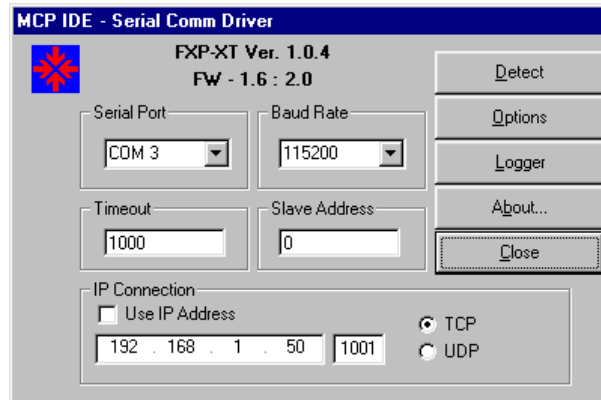 MCP IDE - Serial Comm Driver
FXP-XT Ver. 1.0.4
FW - 1.6 : 2.0
Detect
Options
Logger
About...
Close
Serial Port
COM 3
Baud Rate
115200
Timeout
1000
Slave Address
0
IP Connection
Use IP Address
192 . 168 . 1 . 50 1001
TCP
UDP